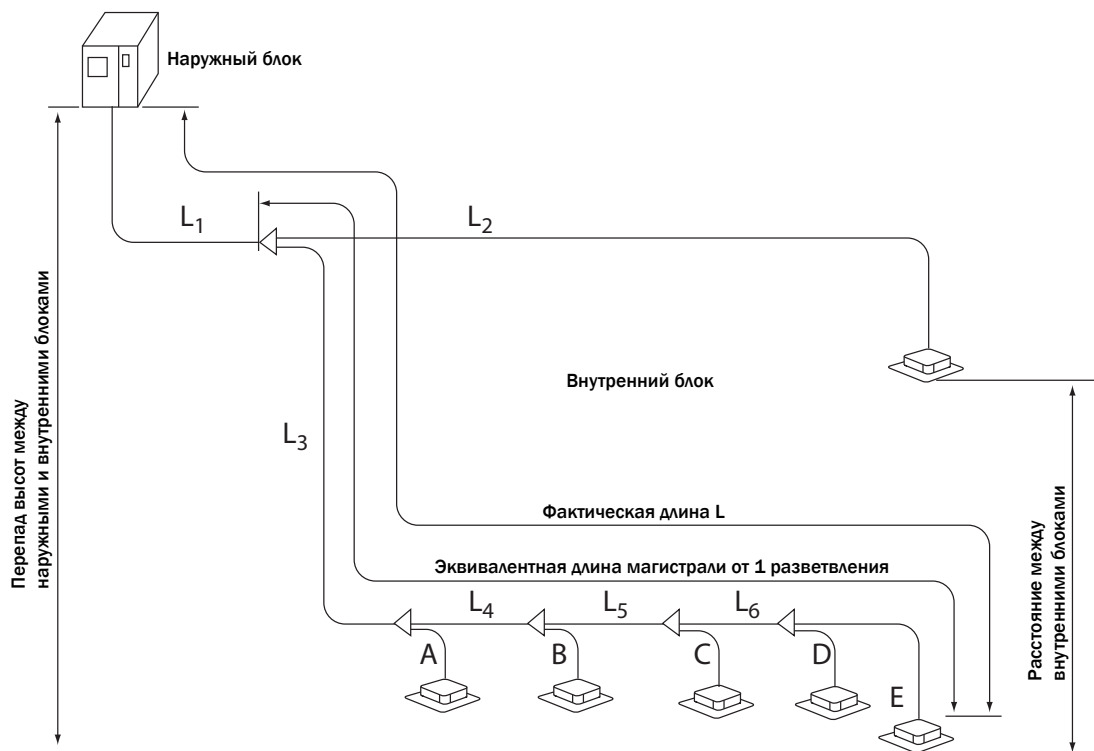 Наружный блок
L1
L2
Перепад высот между
наружными и внутренними блоками
Внутренний блок
L3
Фактическая длина L
Эквивалентная длина магистрали от 1 разветвления
L4
L5
L6
A
B
C
D
E
Расстояние между
внутренними блоками